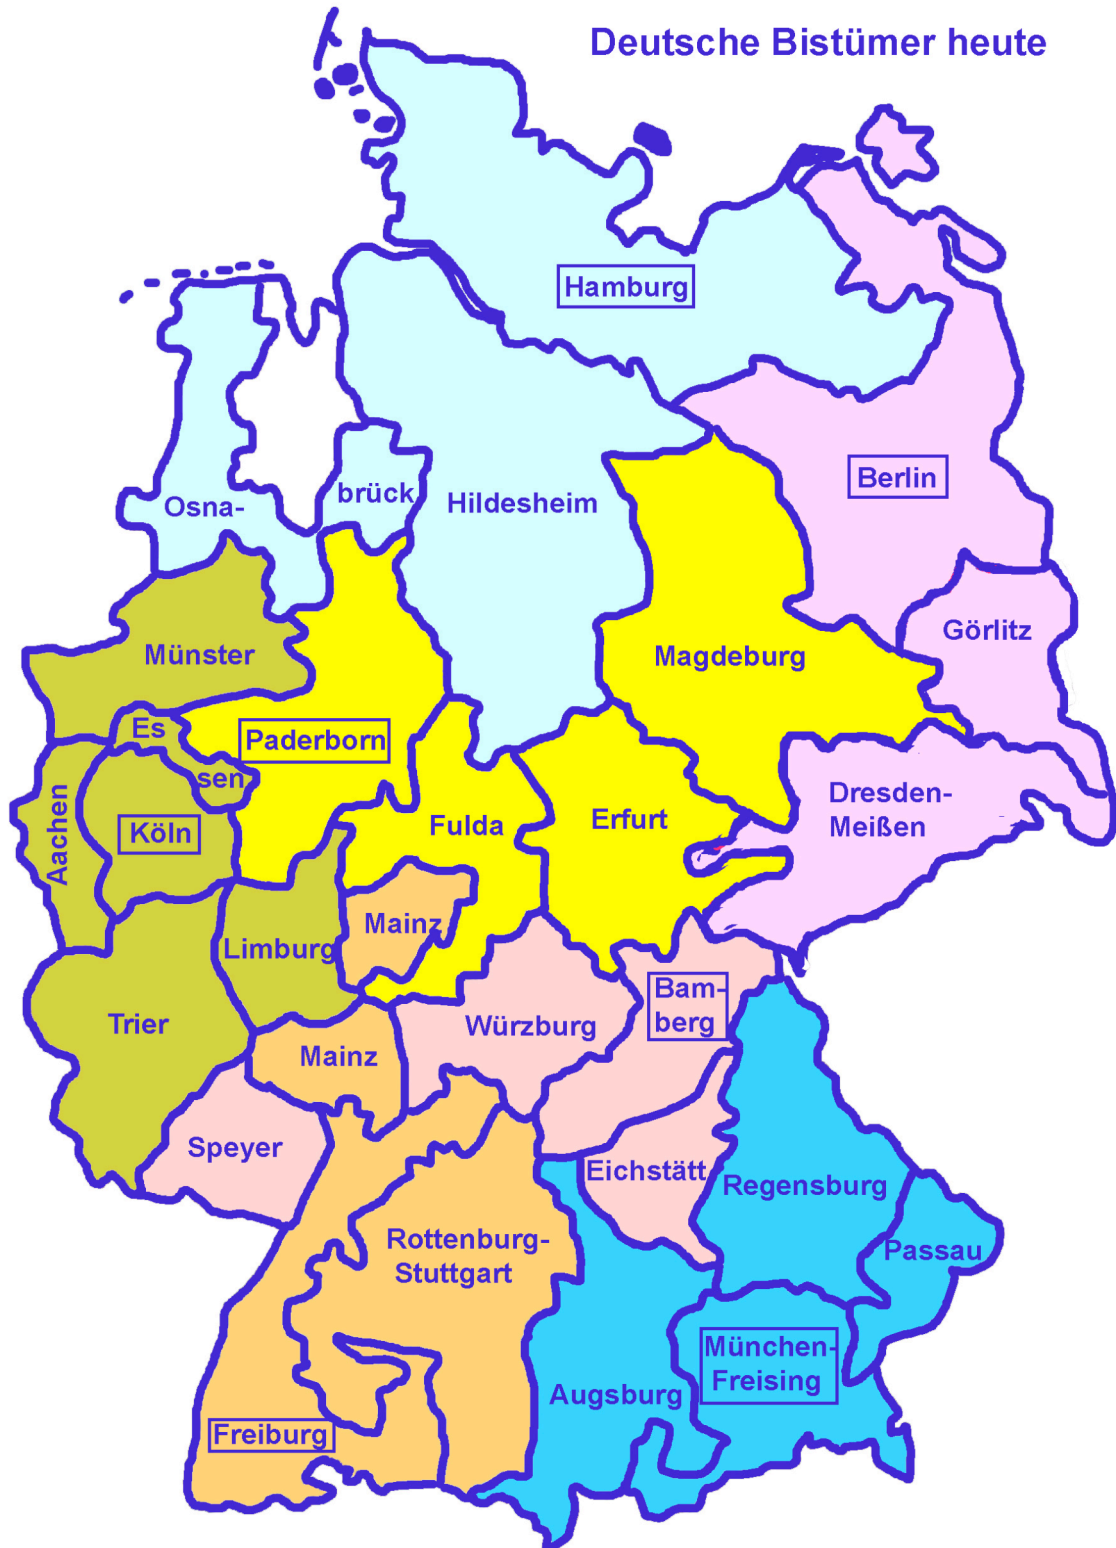 Deutsche Bistümer heute
Hamburg
Berlin
Osna-
brück
Hildesheim
Görlitz
Münster
Magdeburg
Es
sen
Paderborn
Aachen
Köln
Fulda
Erfurt
Dresden-
Meißen
Mainz
Limburg
Trier
Würzburg
Bam-
berg
Mainz
Speyer
Eichstätt
Regensburg
Passau
Rottenburg-
Stuttgart
München-
Freising
Augsburg
Freiburg